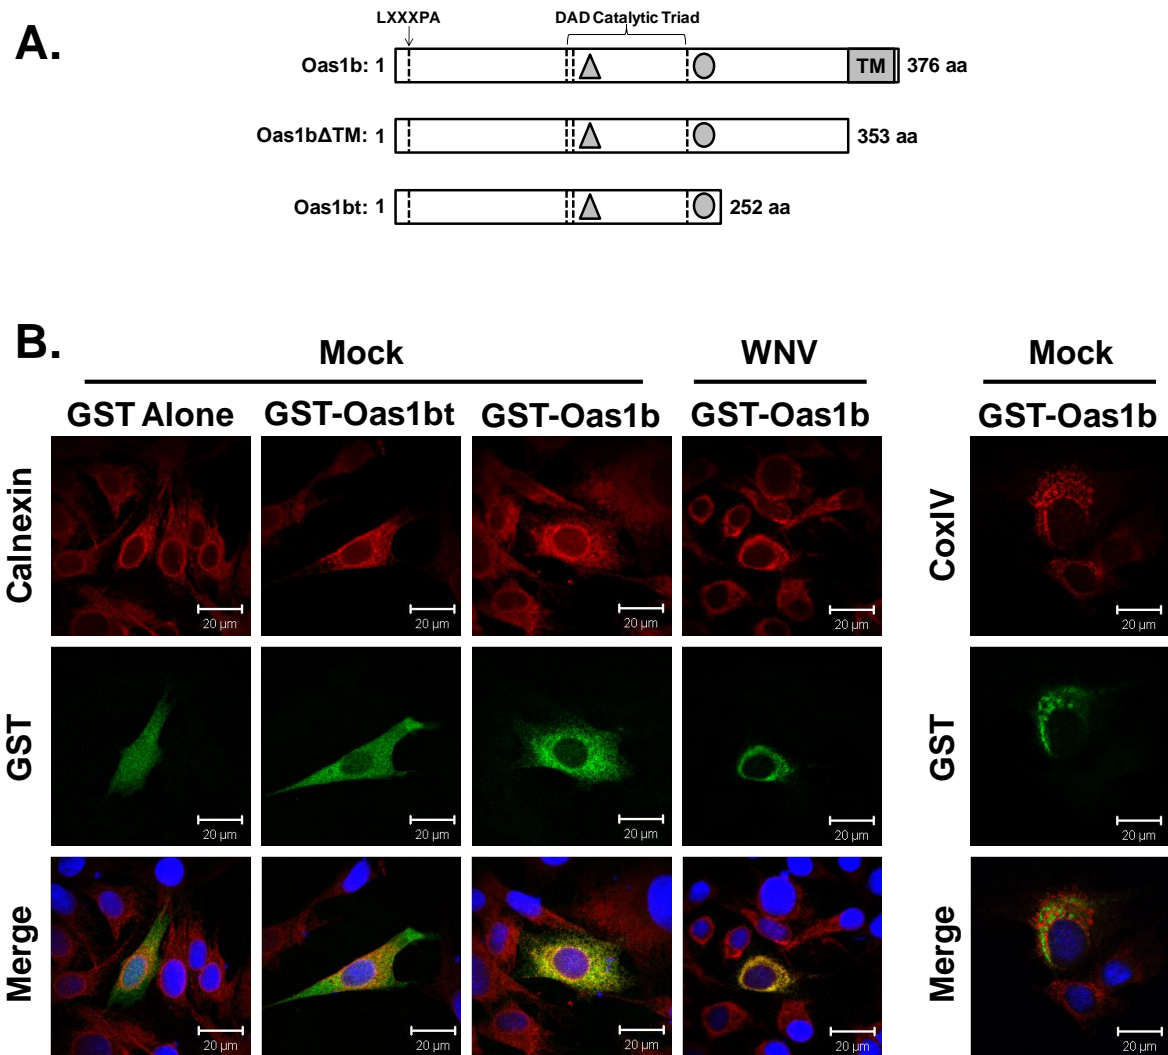 A.
LXXXPA
DAD Catalytic Triad
Oas1b: 1
TM
376 aa
Oas1bΔTM: 1
353 aa
Oas1bt: 1
252 aa
B.
Mock
WNV
Mock
GST Alone
GST-Oas1bt
GST-Oas1b
GST-Oas1b
GST-Oas1b
Calnexin
20 µm
20 µm
20 µm
20 µm
CoxIV
20 µm
GST
20 µm
20 µm
20 µm
20 µm
GST
20 µm
Merge
20 µm
20 µm
20 µm
20 µm
Merge
20 µm